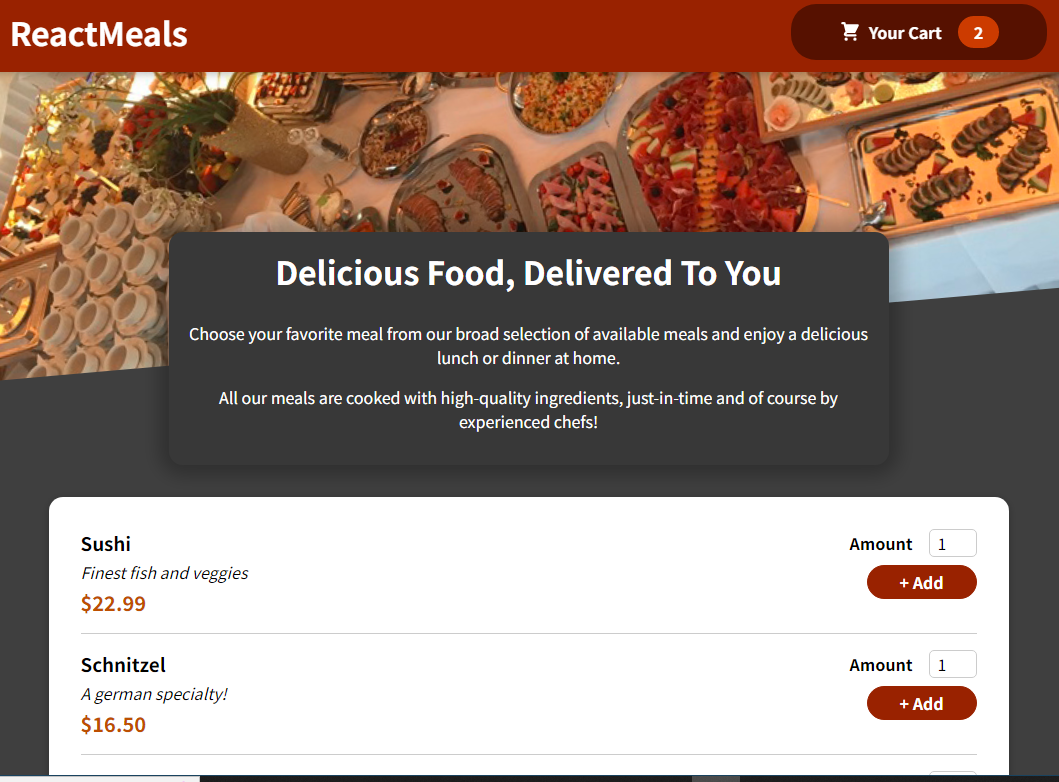 ReactMeals
Your Cart 2
Delicious Food, Delivered To You
Choose your favorite meal from our broad selection of available meals and enjoy a delicious
lunch or dinner at home.
All our meals are cooked with high-quality ingredients, just-in-time and of course by
experienced chefs!
Sushi
Amount 1
Finest fish and veggies
+ Add
$22.99
Schnitzel
Amount 1
A german specialty!
+ Add
$16.50